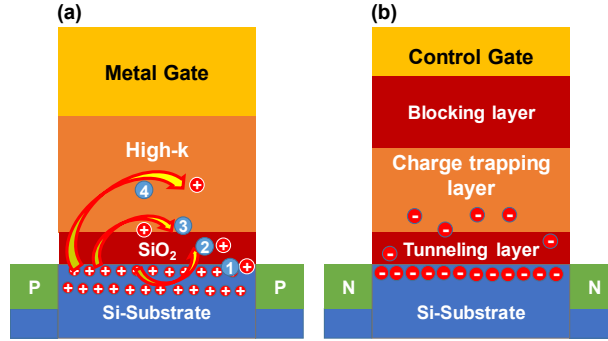 (a)
Metal Gate
High-k
4
+
3
+
2
+
SiO2
1
+
+ + + + + + + + +
P
P
+ + + + + + + + + + +
Si-Substrate
(b)
Control Gate
Blocking layer
Charge trapping
layer
- - - -
- -
Tunneling layer
- - - - - - - - - - -
N
N
Si-Substrate